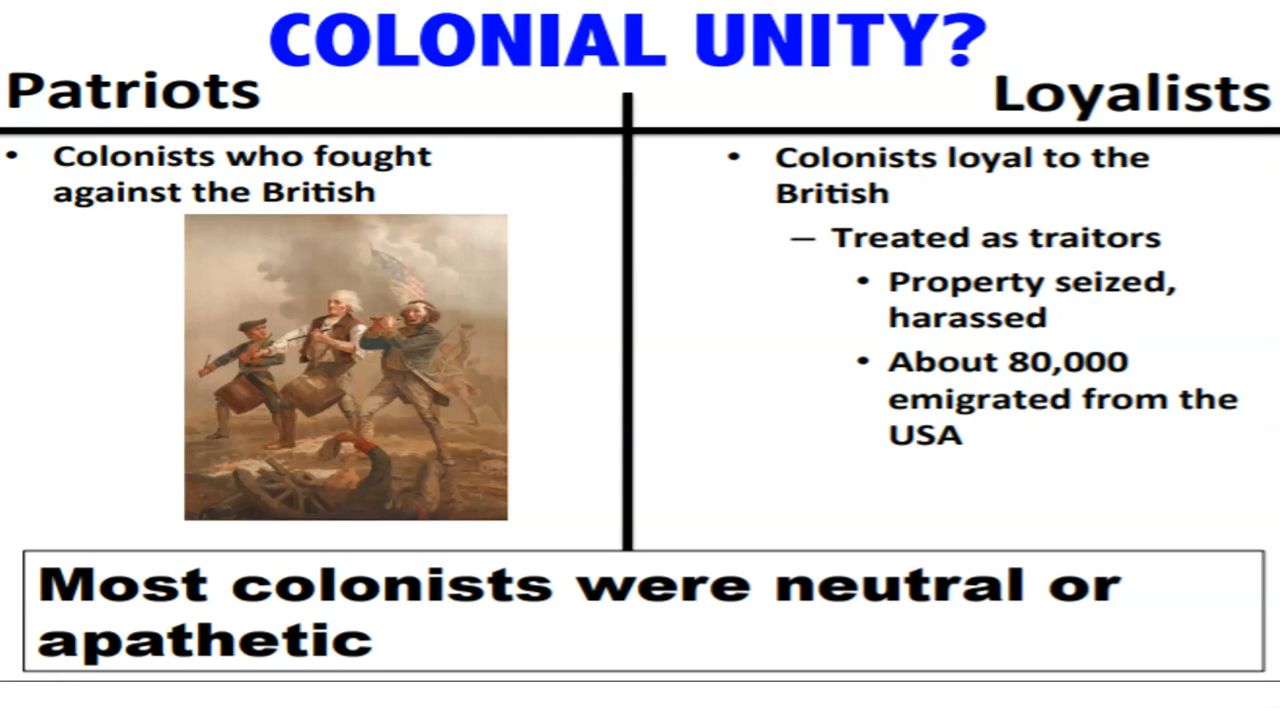 COLONIAL UNITY?
Patriots
Loyalists
• Colonists who fought
against the British
• Colonists loyal to the
British
– Treated as traitors
• Property seized,
harassed
• About 80,000
emigrated from the
USA
Most colonists were neutral or
apathetic